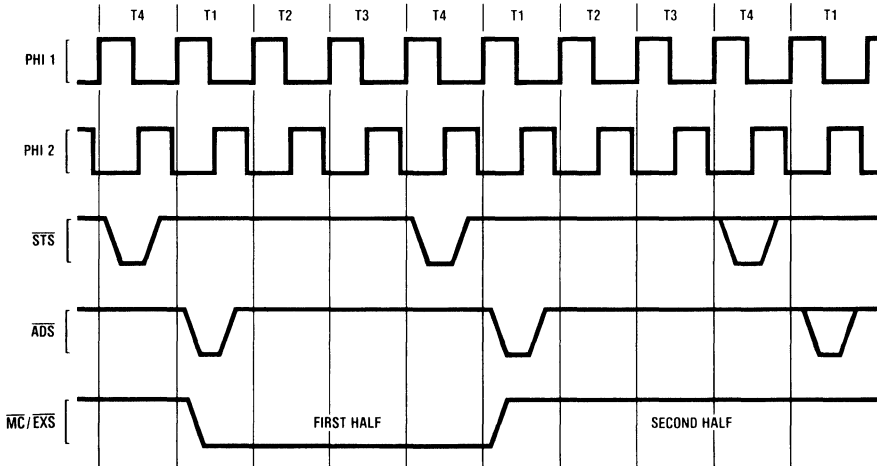 T4 T1 T2 T3 T4 T1 T2 T3 T4 T1
PHI 1
PHI 2
STS
ADS
MC/EXS
FIRST HALF SECOND HALF